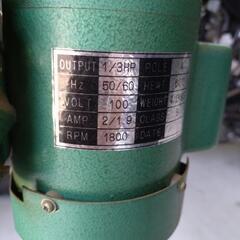 OUTPUT 1/3HP POLE
Hz 50/60 HEAT
VOLT 100 WEIGHT
AMP 2/1.9 CLASS
RPM 1800 DATE